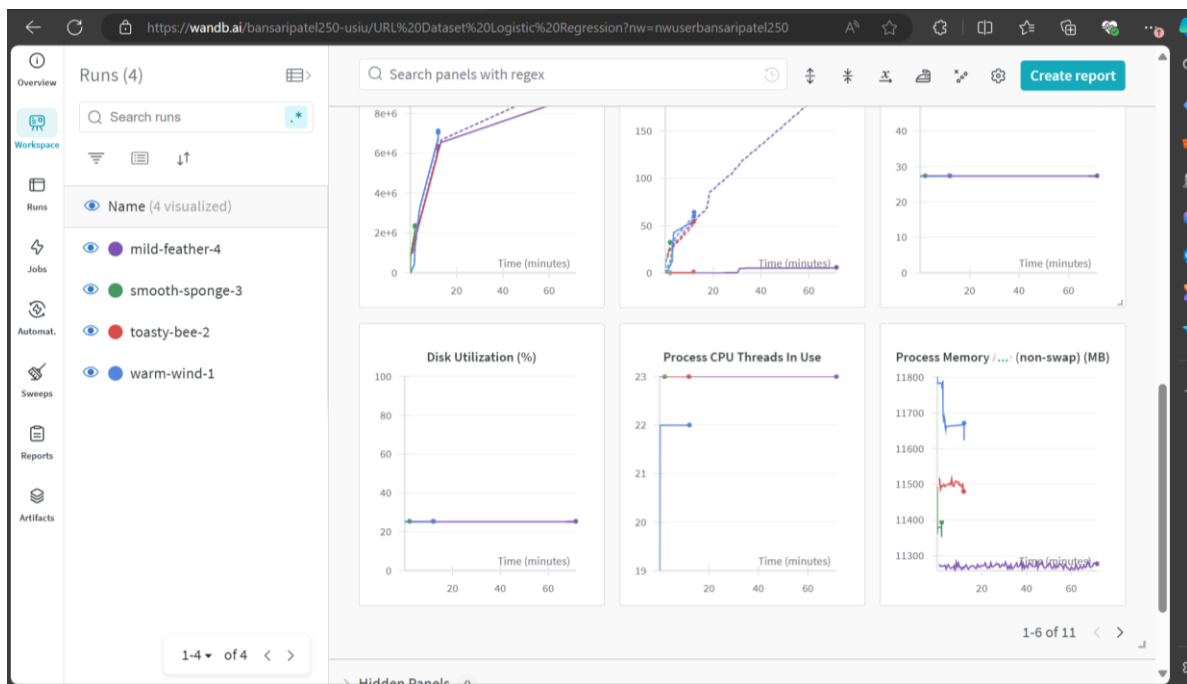 https://wandb.ai/bansaripatel250-usiu/URL%20Dataset%20Logistic%20Regression?nw=nwuserbansaripatel250
Overview
Workspace
Runs
Jobs
Automat.
Sweeps
Reports
Artifacts
Runs (4)
Search runs
.*
Name (4 visualized)
mild-feather-4
smooth-sponge-3
toasty-bee-2
warm-wind-1
1-4 of 4
Search panels with regex
Create report
8e+6
6e+6
4e+6
2e+6
0
Time (minutes)
20 40 60
150
100
50
0
Time (minutes)
20 40 60
40
30
20
10
0
Time (minutes)
20 40 60
Disk Utilization (%)
100
80
60
40
20
0
Time (minutes)
20 40 60
Process CPU Threads In Use
23
22
21
20
19
Time (minutes)
20 40 60
Process Memory /...› (non-swap) (MB)
11800
11700
11600
11500
11400
11300
Time (minutes)
20 40 60
1-6 of 11
Hidden Panels 0